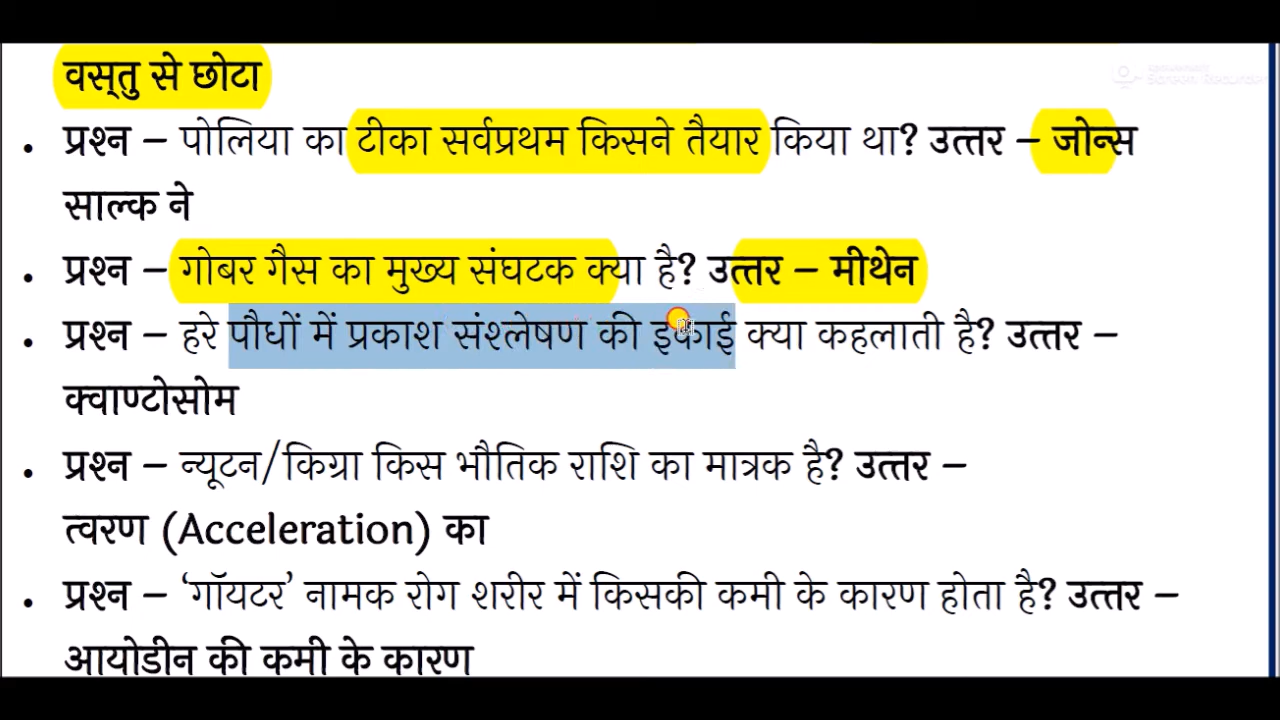 वस्तु से छोटा
• प्रश्न – पोलिया का टीका सर्वप्रथम किसने तैयार किया था? उत्तर – जोन्स
साल्क ने
• प्रश्न – गोबर गैस का मुख्य संघटक क्या है? उत्तर – मीथेन
• प्रश्न – हरे पौधों में प्रकाश संश्लेषण की इकाई क्या कहलाती है? उत्तर –
क्वाण्टोसोम
• प्रश्न – न्यूटन/किग्रा किस भौतिक राशि का मात्रक है? उत्तर –
त्वरण (Acceleration) का
• प्रश्न – ‘गॉयटर’ नामक रोग शरीर में किसकी कमी के कारण होता है? उत्तर –
आयोडीन की कमी के कारण